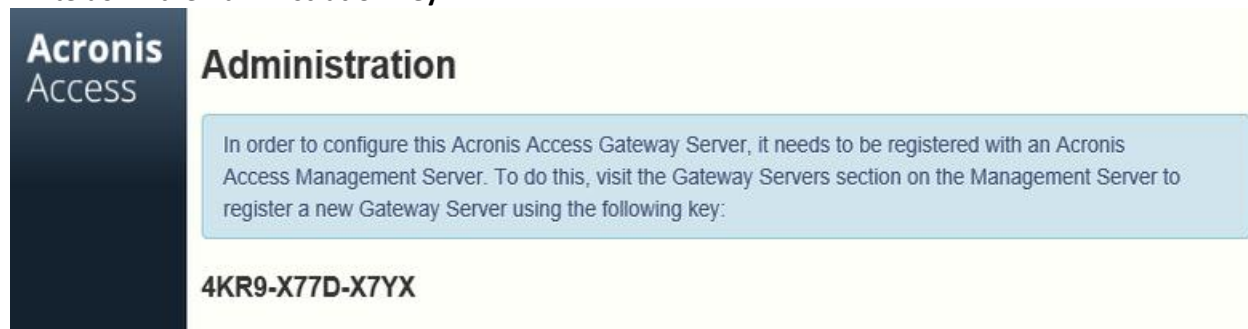 Acronis
Access
Administration
In order to configure this Acronis Access Gateway Server, it needs to be registered with an Acronis
Access Management Server. To do this, visit the Gateway Servers section on the Management Server to
register a new Gateway Server using the following key:
4KR9-X77D-X7YX